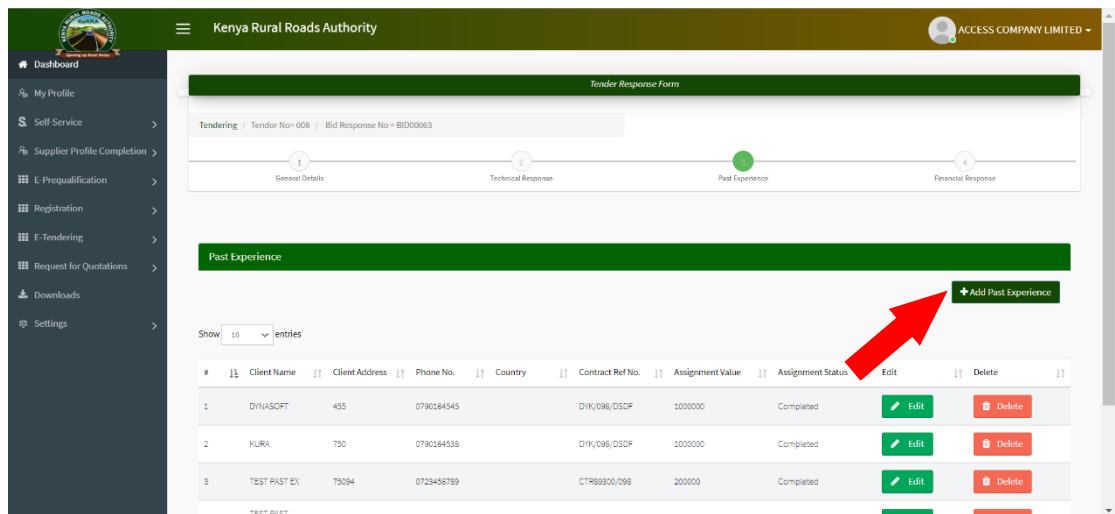 KeRRA
Kenya Rural Roads Authority
ACCESS COMPANY LIMITED
Dashboard
My Profile
Self-Service
Supplier Profile Completion
E-Prequalification
Registration
E-Tendering
Request for Quotations
Downloads
Settings
Tender Response Form
Tendering / Tendor No= 008 / Bid Response No = BID00063
1 2 3 4
General Details Technical Response Past Experience Financial Response
Past Experience
Add Past Experience
Show 10 entries
# Client Name Client Address Phone No. Country Contract Ref No. Assignment Value Assignment Status Edit Delete
1 DYNASOFT 455 0790164545 DYK/098/DSDF 1000000 Completed Edit Delete
2 KURA 750 0790164538 DYK/098/DSDF 1000000 Completed Edit Delete
3 TEST PAST EX 75094 0723456789 CTR89300/098 200000 Completed Edit Delete
TEST PAST